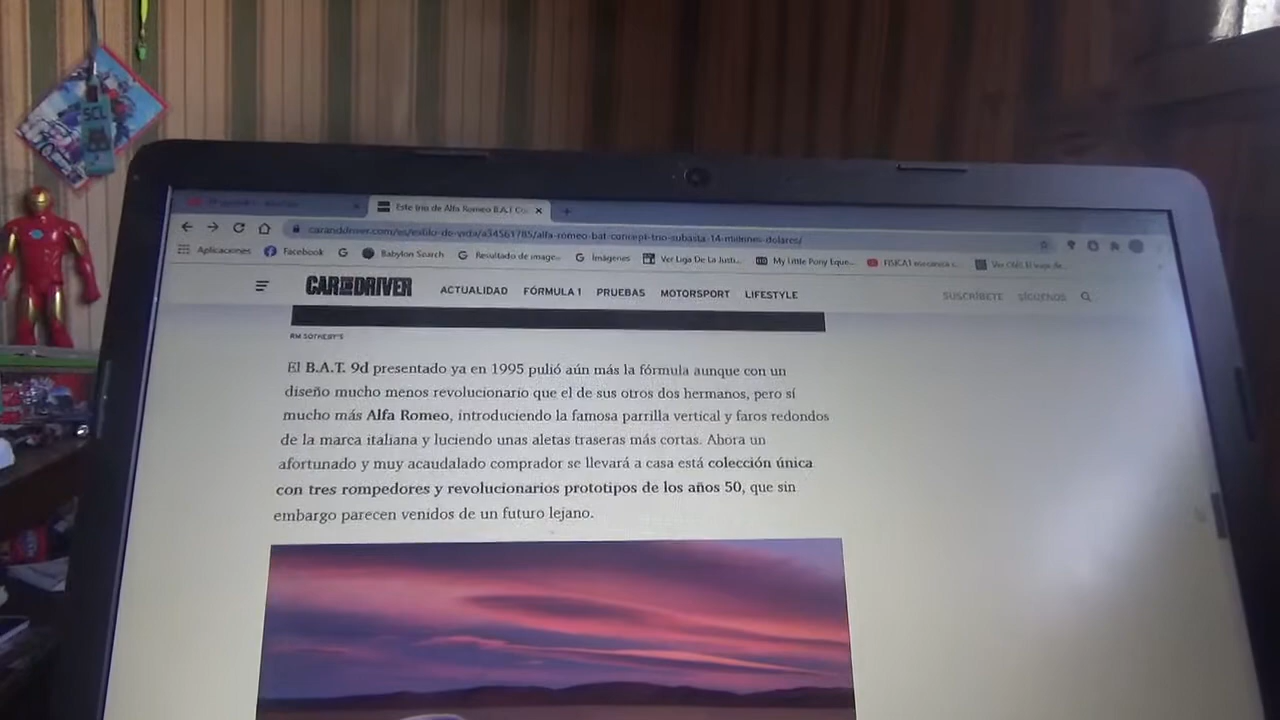 SCL
Este trío de Alfa Romeo B.A.T. Co
caranddriver.com/es/estilo-de-vida/a34561785/alfa-romeo-bat-concept-trio-subasta-14-millones-dolares/
Aplicaciones Facebook Babylon Search Resultado de image... Imágenes Ver Liga De La Justi... My Little Pony Eque...
CAR AND DRIVER ACTUALIDAD FÓRMULA 1 PRUEBAS MOTORSPORT LIFESTYLE SUSCRÍBETE SÍGUENOS
RM SOTHEBY'S
El B.A.T. 9d presentado ya en 1995 pulió aún más la fórmula aunque con un
diseño mucho menos revolucionario que el de sus otros dos hermanos, pero sí
mucho más Alfa Romeo, introduciendo la famosa parrilla vertical y faros redondos
de la marca italiana y luciendo unas aletas traseras más cortas. Ahora un
afortunado y muy acaudalado comprador se llevará a casa está colección única
con tres rompedores y revolucionarios prototipos de los años 50, que sin
embargo parecen venidos de un futuro lejano.